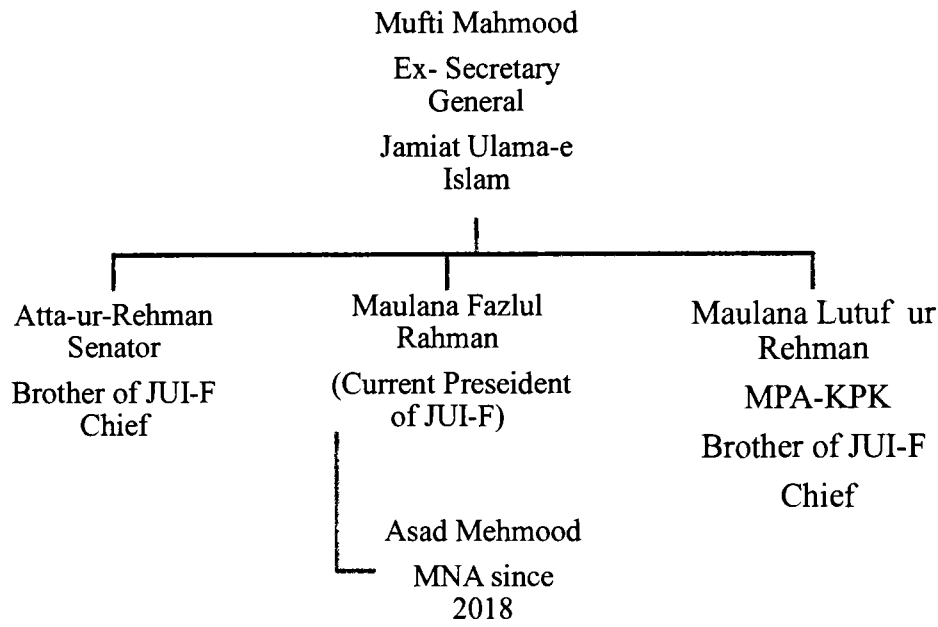 Mufti Mahmood
Ex- Secretary
General
Jamiat Ulama-e
Islam
Atta-ur-Rehman
Senator
Brother of JUI-F
Chief
Maulana Fazlul
Rahman
(Current Preseident
of JUI-F)
Maulana Lutuf ur
Rehman
MPA-KPK
Brother of JUI-F
Chief
Asad Mehmood
MNA since
2018